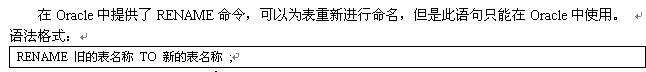 在 Oracle 中提供了 RENAME 命令，可以为表重新进行命名，但是此语句只能在 Oracle 中使用。
语法格式：
RENAME 旧的表名称 TO 新的表名称 ;